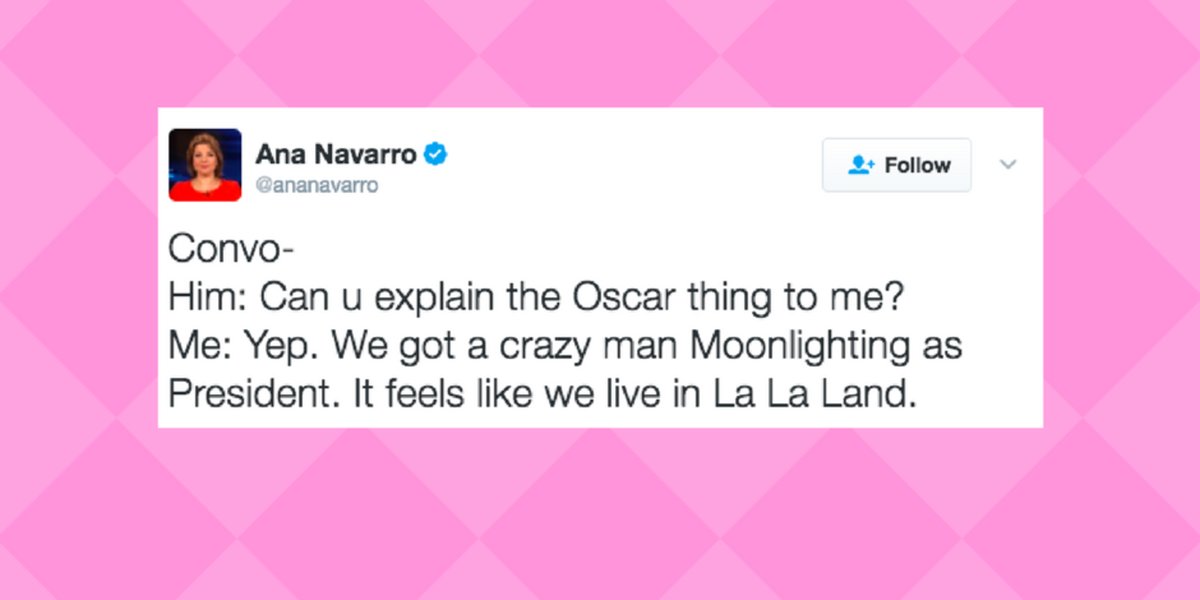 Ana Navarro
@ananavarro
Follow
Convo-
Him: Can u explain the Oscar thing to me?
Me: Yep. We got a crazy man Moonlighting as
President. It feels like we live in La La Land.